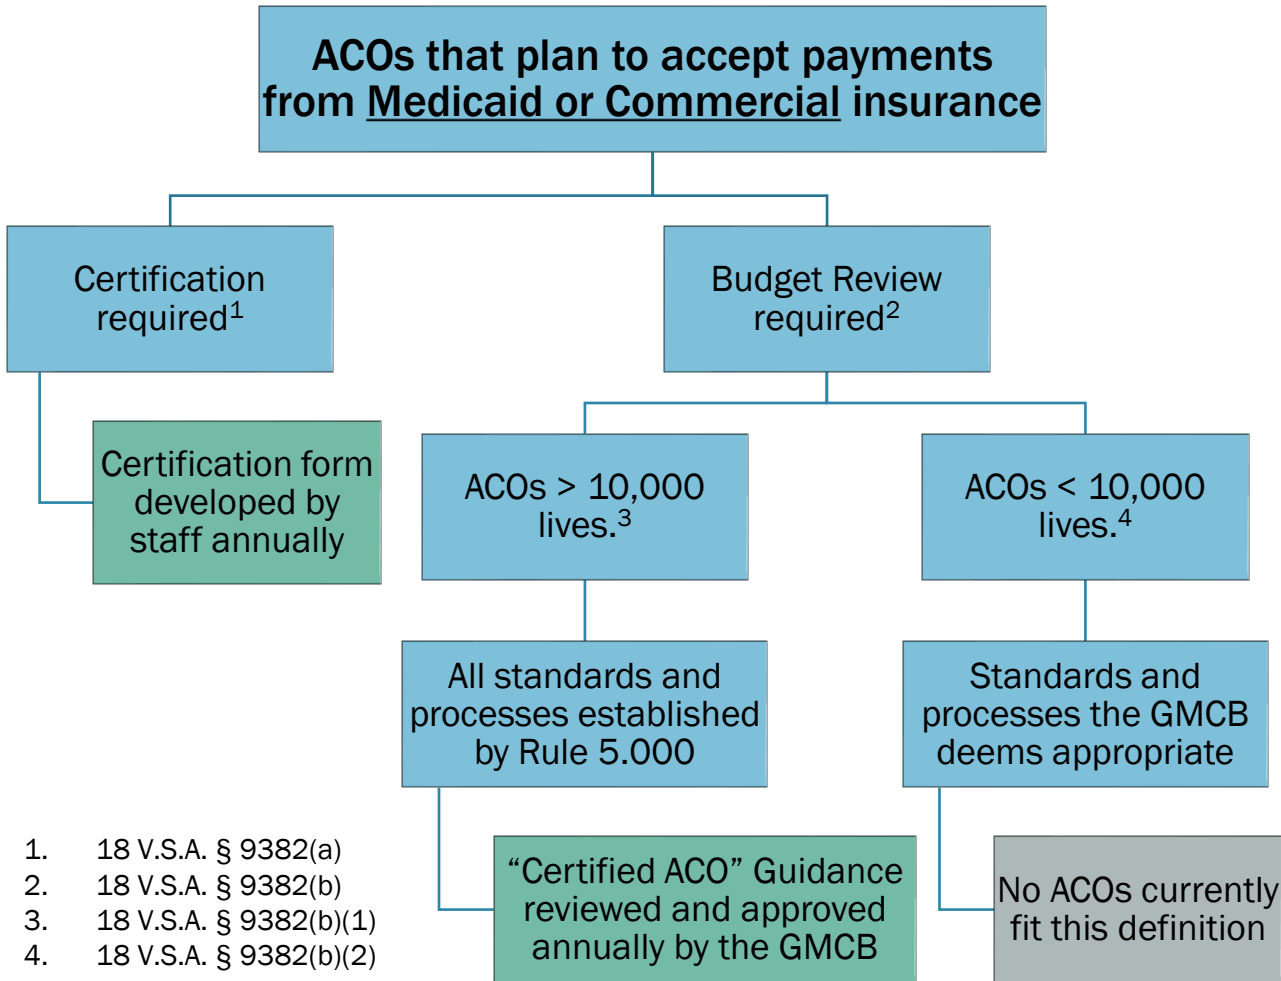 ACOs that plan to accept payments
from Medicaid or Commercial insurance
Certification
required¹
Budget Review
required²
Certification form
developed by
staff annually
ACOs > 10,000
lives.³
ACOs < 10,000
lives.⁴
All standards and
processes established
by Rule 5.000
Standards and
processes the GMCB
deems appropriate
“Certified ACO” Guidance
reviewed and approved
annually by the GMCB
No ACOs currently
fit this definition
1. 18 V.S.A. § 9382(a)
2. 18 V.S.A. § 9382(b)
3. 18 V.S.A. § 9382(b)(1)
4. 18 V.S.A. § 9382(b)(2)